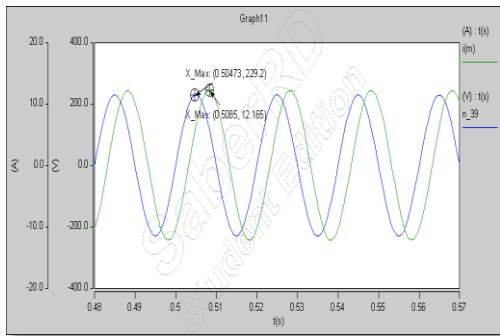 Graph11
(A) : t(s)
i(m)
(V) : t(s)
n_39
20.0
10.0
0.0
-10.0
-20.0
(A)
400.0
200.0
0.0
-200.0
-400.0
(V)
X_Max: (0.50473, 229.2)
X_Max: (0.5085, 12.165)
SaberRD
Student Edition
0.48
0.49
0.5
0.51
0.52
0.53
0.54
0.55
0.56
0.57
t(s)